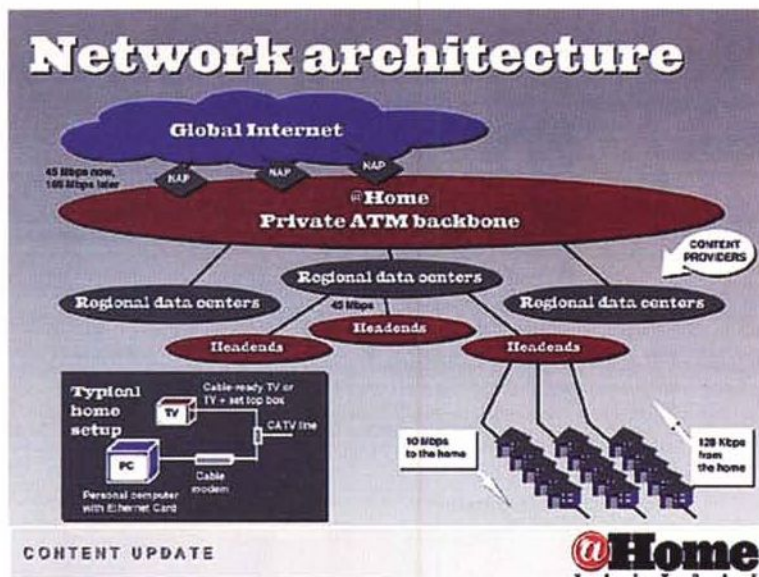 Network architecture
Global Internet
NAP
NAP
NAP
45 Mbps now,
155 Mbps later
@Home
Private ATM backbone
CONTENT
PROVIDERS
Regional data centers
Regional data centers
Regional data centers
45 Mbps
Headends
Headends
Headends
Typical
home
setup
Cable-ready TV or
TV + set top box
TV
CATV line
PC
Cable
modem
Personal computer
with Ethernet Card
10 Mbps
to the home
128 Kbps
from
the home
CONTENT UPDATE
@Home